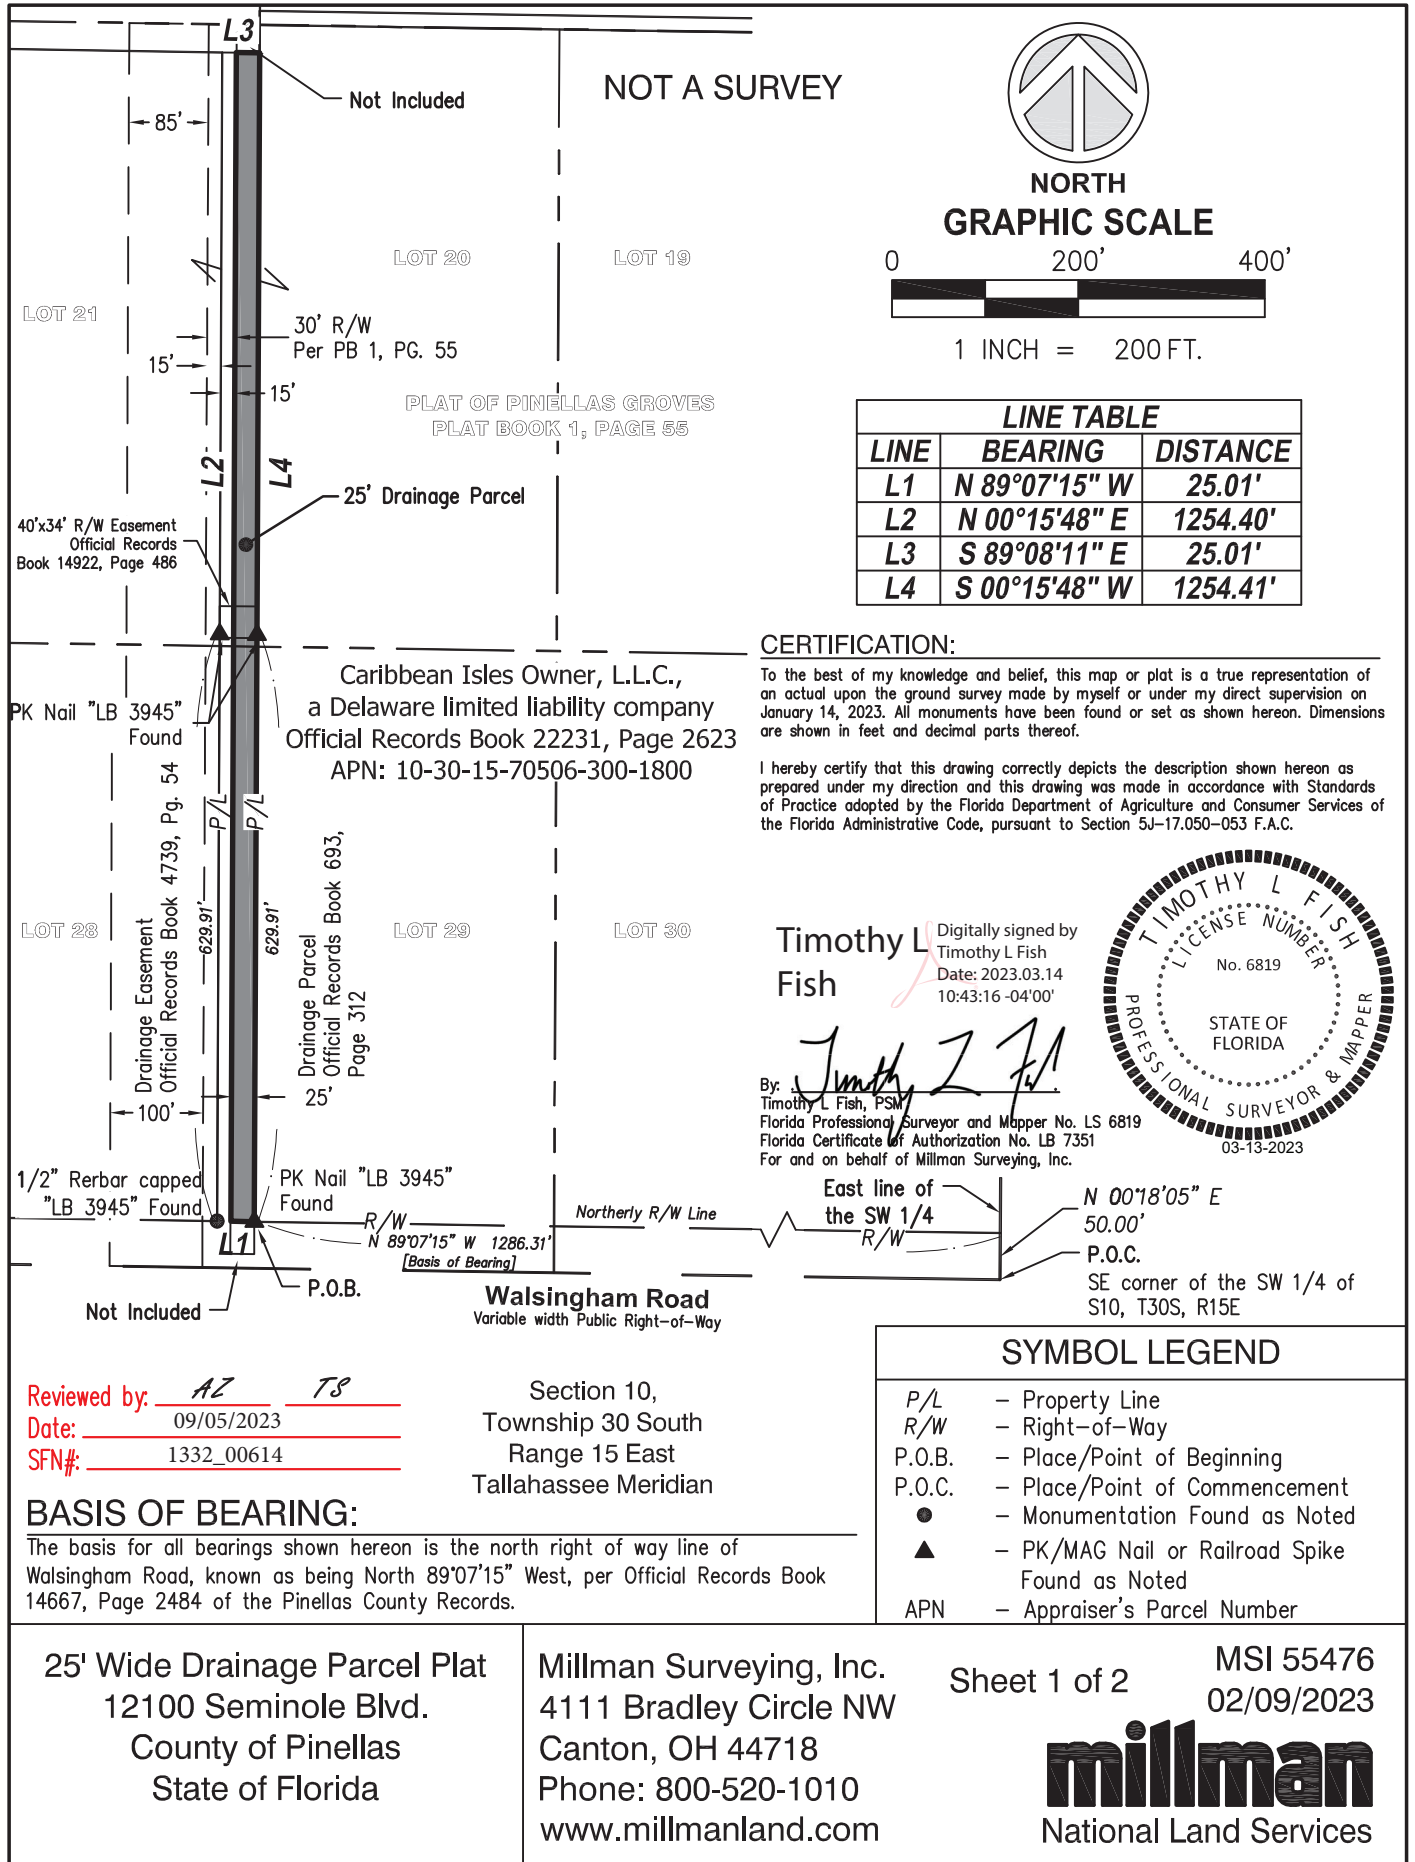 L3
Not Included
NOT A SURVEY
85'
NORTH
GRAPHIC SCALE
0 200' 400'
1 INCH = 200 FT.
LOT 20
LOT 19
LOT 21
30' R/W
Per PB 1, PG. 55
15'
15'
PLAT OF PINELLAS GROVES
PLAT BOOK 1, PAGE 55
L2
L4
25' Drainage Parcel
40'x34' R/W Easement
Official Records
Book 14922, Page 486
LINE TABLE
LINE BEARING DISTANCE
L1 N 89°07'15" W 25.01'
L2 N 00°15'48" E 1254.40'
L3 S 89°08'11" E 25.01'
L4 S 00°15'48" W 1254.41'
CERTIFICATION:
To the best of my knowledge and belief, this map or plat is a true representation of
an actual upon the ground survey made by myself or under my direct supervision on
January 14, 2023. All monuments have been found or set as shown hereon. Dimensions
are shown in feet and decimal parts thereof.
I hereby certify that this drawing correctly depicts the description shown hereon as
prepared under my direction and this drawing was made in accordance with Standards
of Practice adopted by the Florida Department of Agriculture and Consumer Services of
the Florida Administrative Code, pursuant to Section 5J-17.050-053 F.A.C.
Caribbean Isles Owner, L.L.C.,
a Delaware limited liability company
Official Records Book 22231, Page 2623
APN: 10-30-15-70506-300-1800
PK Nail "LB 3945"
Found
P/L
P/L
Drainage Easement
Official Records Book 4739, Pg. 54
629.91'
629.91'
Drainage Parcel
Official Records Book 693,
Page 312
LOT 28
LOT 29
LOT 30
100'
25'
Timothy L
Fish
Digitally signed by
Timothy L Fish
Date: 2023.03.14
10:43:16 -04'00'
TIMOTHY L FISH
LICENSE NUMBER
No. 6819
STATE OF
FLORIDA
PROFESSIONAL SURVEYOR & MAPPER
03-13-2023
Timothy L Fish
By:
Timothy L Fish, PSM
Florida Professional Surveyor and Mapper No. LS 6819
Florida Certificate of Authorization No. LB 7351
For and on behalf of Millman Surveying, Inc.
1/2" Rerbar capped
"LB 3945" Found
PK Nail "LB 3945"
Found
L1
R/W
N 89°07'15" W 1286.31'
[Basis of Bearing]
Northerly R/W Line
East line of
the SW 1/4
R/W
N 00°18'05" E
50.00'
P.O.C.
SE corner of the SW 1/4 of
S10, T30S, R15E
P.O.B.
Not Included
Walsingham Road
Variable width Public Right-of-Way
Reviewed by: AZ TS
Date: 09/05/2023
SFN#: 1332_00614
Section 10,
Township 30 South
Range 15 East
Tallahassee Meridian
SYMBOL LEGEND
P/L - Property Line
R/W - Right-of-Way
P.O.B. - Place/Point of Beginning
P.O.C. - Place/Point of Commencement
- Monumentation Found as Noted
- PK/MAG Nail or Railroad Spike
Found as Noted
APN - Appraiser's Parcel Number
BASIS OF BEARING:
The basis for all bearings shown hereon is the north right of way line of
Walsingham Road, known as being North 89°07'15" West, per Official Records Book
14667, Page 2484 of the Pinellas County Records.
25' Wide Drainage Parcel Plat
12100 Seminole Blvd.
County of Pinellas
State of Florida
Millman Surveying, Inc.
4111 Bradley Circle NW
Canton, OH 44718
Phone: 800-520-1010
www.millmanland.com
Sheet 1 of 2
MSI 55476
02/09/2023
millman
National Land Services